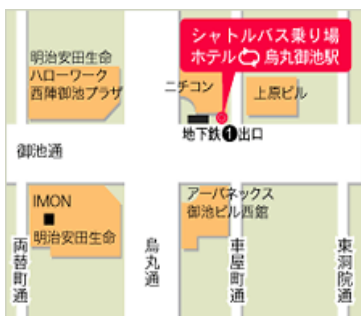 シャトルバス乗り場
ホテル 烏丸御池駅
明治安田生命
ハローワーク
西陣御池プラザ
ニチコン
上原ビル
地下鉄❶出口
御池通
IMON
明治安田生命
アーバネックス
御池ビル西館
両替町通
烏丸通
車屋町通
東洞院通